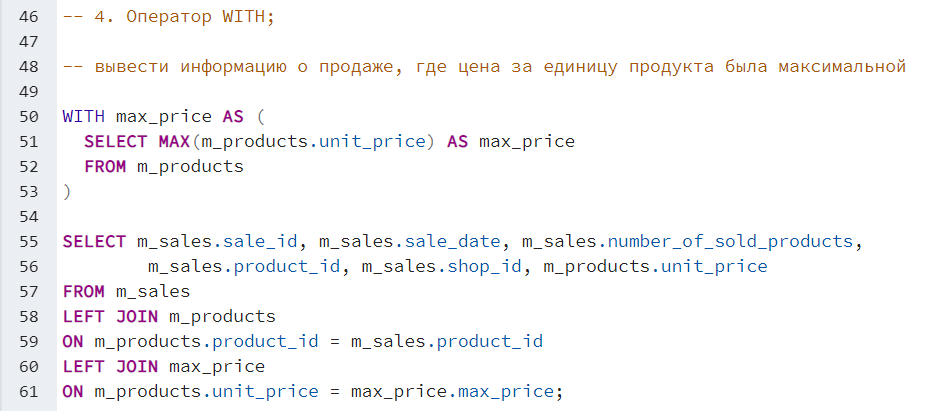 46 -- 4. Оператор WITH;
47
48 -- вывести информацию о продаже, где цена за единицу продукта была максимальной
49
50 WITH max_price AS (
51   SELECT MAX(m_products.unit_price) AS max_price
52   FROM m_products
53 )
54
55 SELECT m_sales.sale_id, m_sales.sale_date, m_sales.number_of_sold_products,
56         m_sales.product_id, m_sales.shop_id, m_products.unit_price
57 FROM m_sales
58 LEFT JOIN m_products
59 ON m_products.product_id = m_sales.product_id
60 LEFT JOIN max_price
61 ON m_products.unit_price = max_price.max_price;